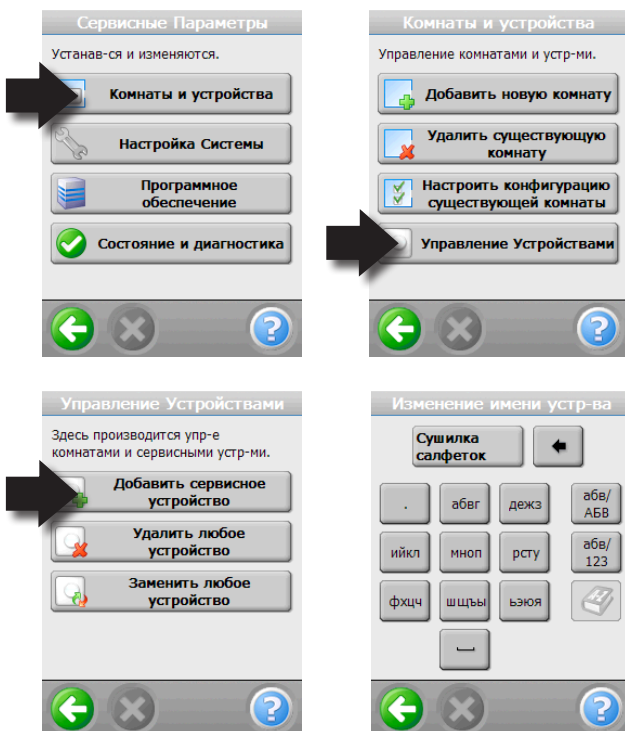 Сервисные Параметры
Устанав-ся и изменяются.
Комнаты и устройства
Настройка Системы
Программное
обеспечение
Состояние и диагностика
?
Комнаты и устройства
Управление комнатами и устр-ми.
Добавить новую комнату
Удалить существующую
комнату
Настроить конфигурацию
существующей комнаты
Управление Устройствами
?
Управление Устройствами
Здесь производится упр-е
комнатами и сервисными устр-ми.
Добавить сервисное
устройство
Удалить любое
устройство
Заменить любое
устройство
?
Изменение имени устр-ва
Сушилка
салфеток
. абвг дежз абв/
АБВ
ийкл мноп рсту абв/
123
фхцч шщъы ьэюя
?